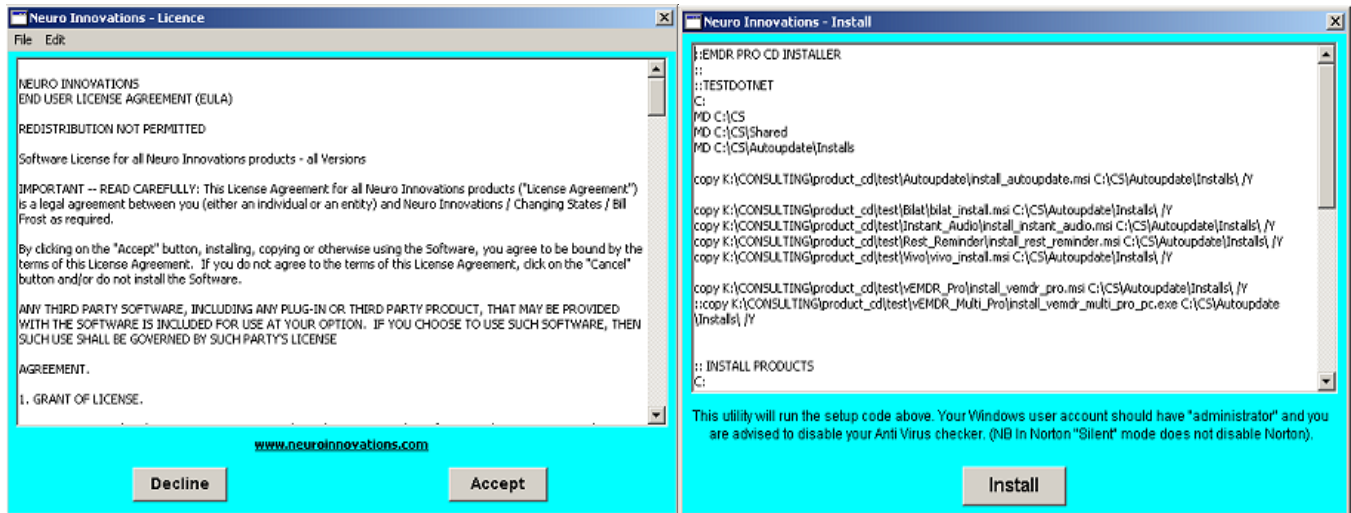 Neuro Innovations - Licence
File Edit
NEURO INNOVATIONS
END USER LICENSE AGREEMENT (EULA)
REDISTRIBUTION NOT PERMITTED
Software License for all Neuro Innovations products - all Versions
IMPORTANT -- READ CAREFULLY: This License Agreement for all Neuro Innovations products ("License Agreement")
is a legal agreement between you (either an individual or an entity) and Neuro Innovations / Changing States / Bill
Frost as required.
By clicking on the "Accept" button, installing, copying or otherwise using the Software, you agree to be bound by the
terms of this License Agreement. If you do not agree to the terms of this License Agreement, click on the "Cancel"
button and/or do not install the Software.
ANY THIRD PARTY SOFTWARE, INCLUDING ANY PLUG-IN OR THIRD PARTY PRODUCT, THAT MAY BE PROVIDED
WITH THE SOFTWARE IS INCLUDED FOR USE AT YOUR OPTION. IF YOU CHOOSE TO USE SUCH SOFTWARE, THEN
SUCH USE SHALL BE GOVERNED BY SUCH PARTY'S LICENSE
AGREEMENT.
1. GRANT OF LICENSE.
www.neuroinnovations.com
Decline Accept
Neuro Innovations - Install
::EMDR PRO CD INSTALLER
::
::TESTDOTNET
C:
MD C:\CS
MD C:\CS\Shared
MD C:\CS\Autoupdate\Installs
copy K:\CONSULTING\product_cd\test\Autoupdate\install_autoupdate.msi C:\CS\Autoupdate\Installs\ /Y
copy K:\CONSULTING\product_cd\test\Bilat\bilat_install.msi C:\CS\Autoupdate\Installs\ /Y
copy K:\CONSULTING\product_cd\test\Instant_Audio\install_instant_audio.msi C:\CS\Autoupdate\Installs\ /Y
copy K:\CONSULTING\product_cd\test\Rest_Reminder\install_rest_reminder.msi C:\CS\Autoupdate\Installs\ /Y
copy K:\CONSULTING\product_cd\test\Vivo\vivo_install.msi C:\CS\Autoupdate\Installs\ /Y
copy K:\CONSULTING\product_cd\test\vEMDR_Pro\install_vemdr_pro.msi C:\CS\Autoupdate\Installs\ /Y
::copy K:\CONSULTING\product_cd\test\vEMDR_Multi_Pro\install_vemdr_multi_pro_pc.exe C:\CS\Autoupdate
\Installs\ /Y
:: INSTALL PRODUCTS
C:
This utility will run the setup code above. Your Windows user account should have "administrator" and you
are advised to disable your Anti Virus checker. (NB In Norton "Silent" mode does not disable Norton).
Install